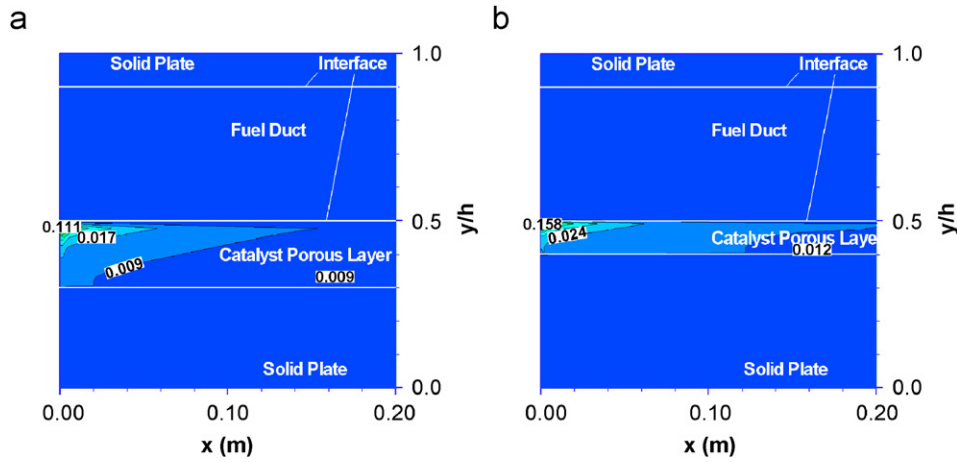 a
Solid Plate
Interface
Fuel Duct
0.111
0.017
0.009
Catalyst Porous Layer
0.009
Solid Plate
1.0
0.5
0.0
y/h
0.00
0.10
0.20
x (m)
b
Solid Plate
Interface
Fuel Duct
0.158
0.024
Catalyst Porous Laye
0.012
Solid Plate
1.0
0.5
0.0
y/h
0.00
0.10
0.20
x (m)